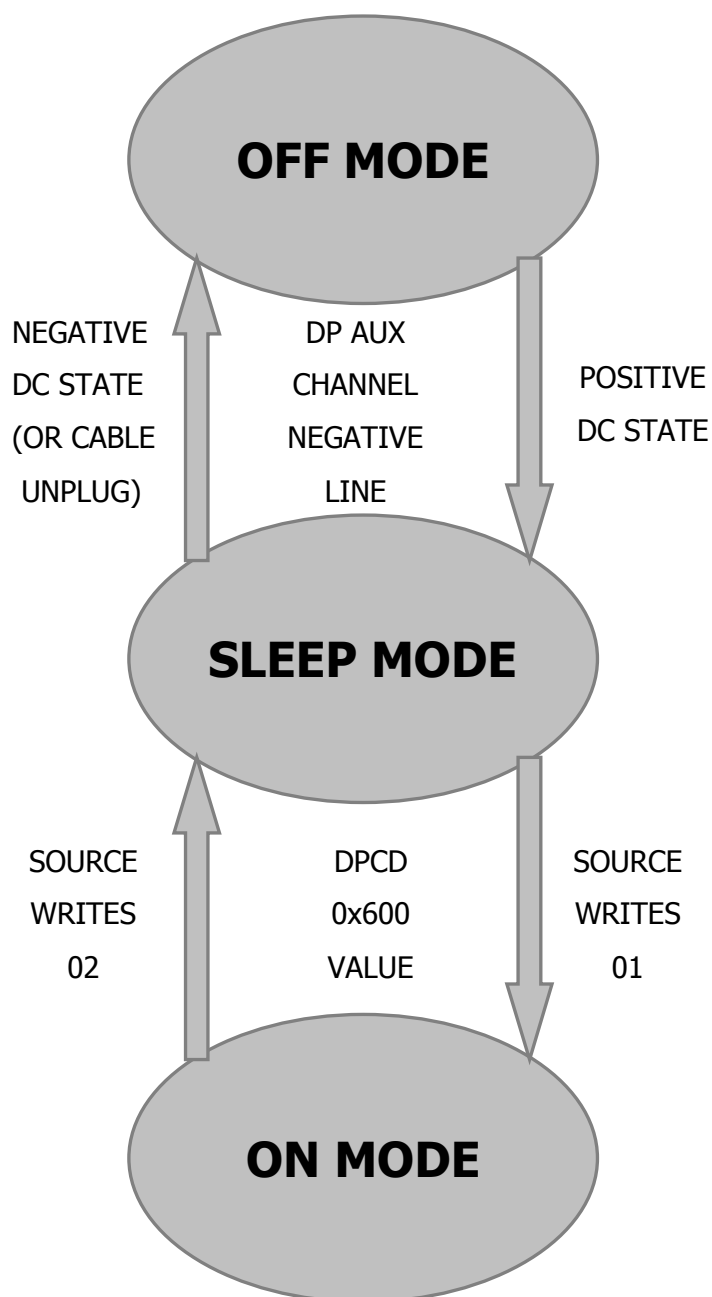 OFF MODE
NEGATIVE
DC STATE
(OR CABLE
UNPLUG)
DP AUX
CHANNEL
NEGATIVE
LINE
POSITIVE
DC STATE
SLEEP MODE
SOURCE
WRITES
02
DPCD
0x600
VALUE
SOURCE
WRITES
01
ON MODE